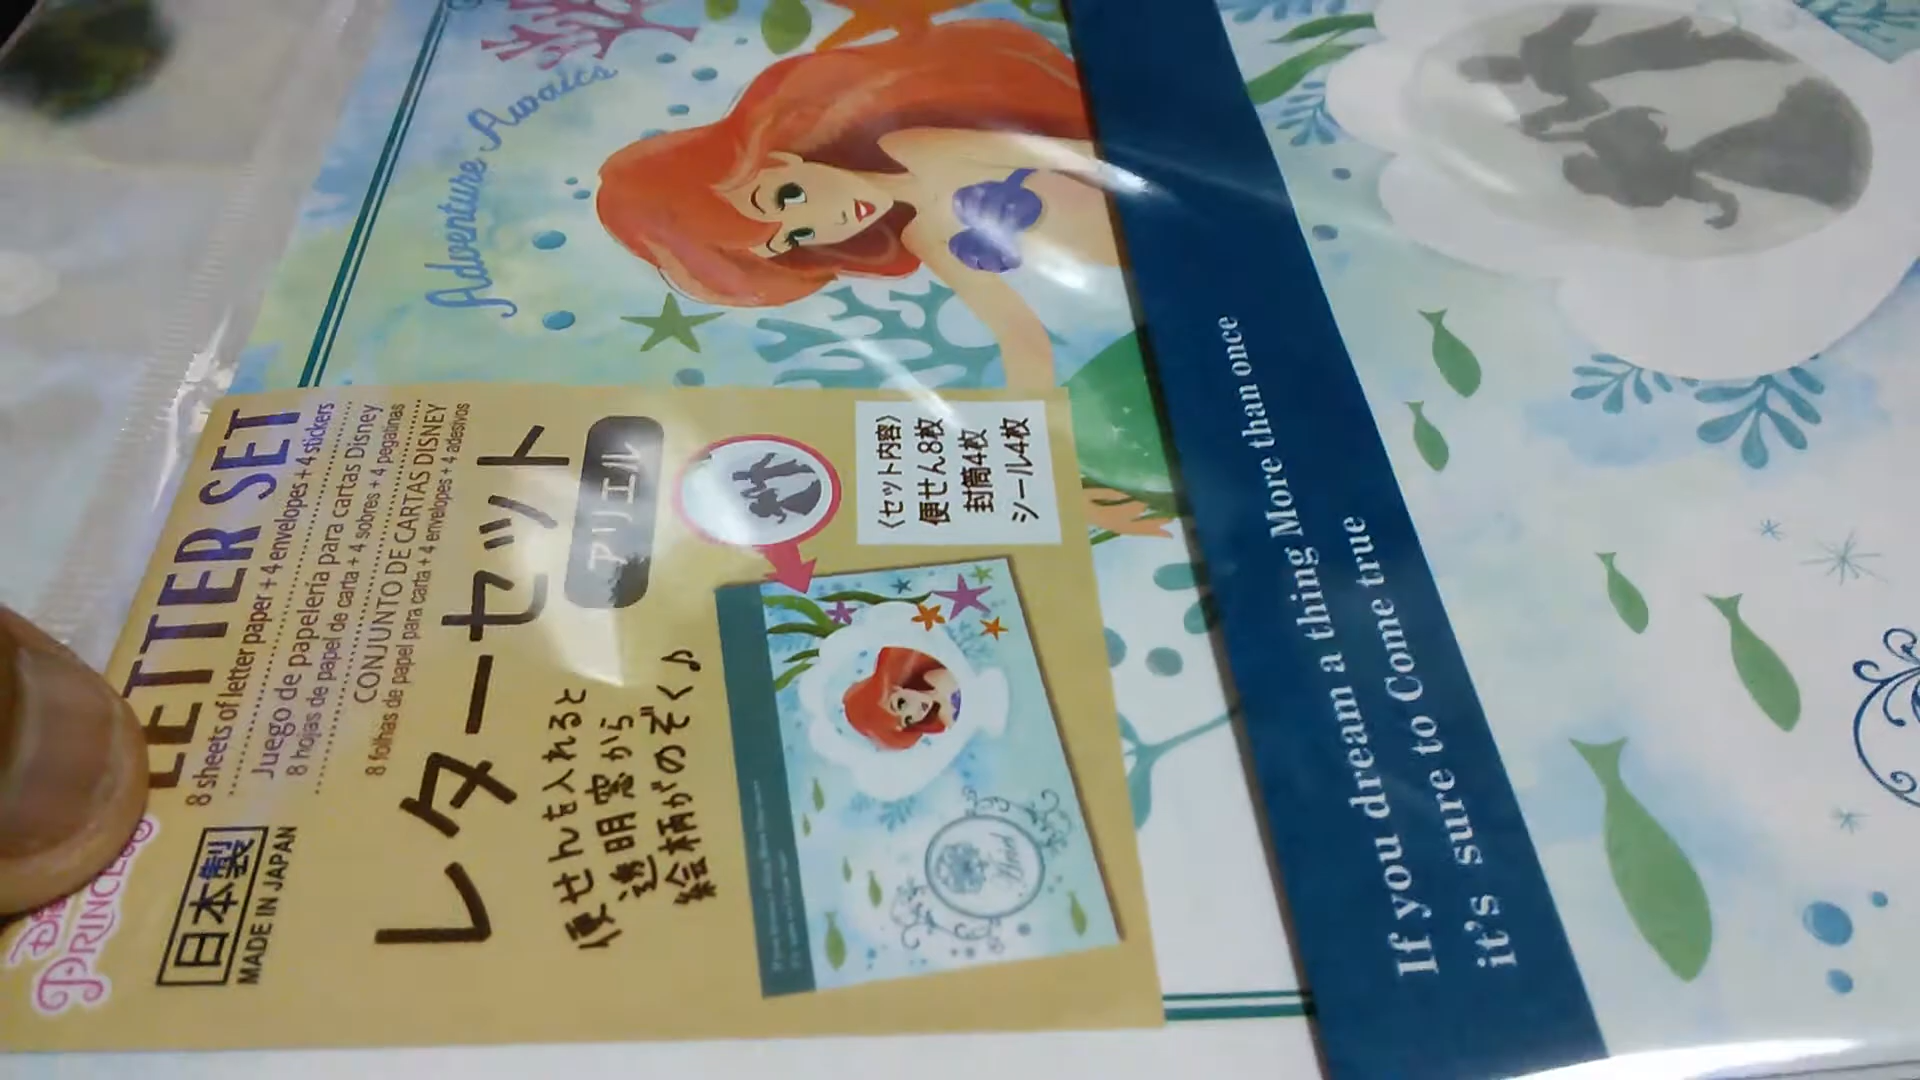 Disney
PRINCESS
LETTER SET
8 sheets of letter paper + 4 envelopes + 4 stickers
Juego de papelería para cartas Disney
8 hojas de papel de carta + 4 sobres + 4 pegatinas
CONJUNTO DE CARTAS DISNEY
8 folhas de papel para carta + 4 envelopes + 4 adesivos
日本製
MADE IN JAPAN
レターセット
アリエル
便せんを入れると
透明窓から
絵柄がのぞく♪
〈セット内容〉
便せん8枚
封筒4枚
シール4枚
Adventure Awaits
If you dream a thing More than once
it's sure to Come true
Ariel